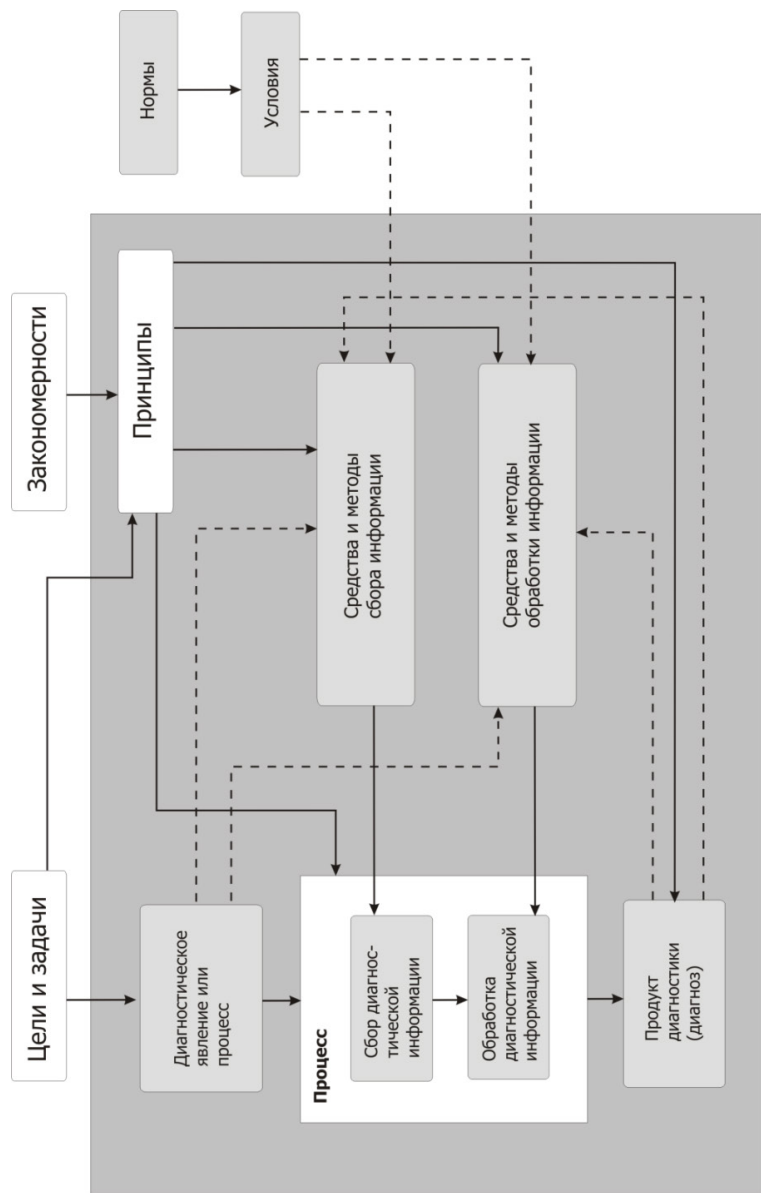 Цели и задачи
Закономерности
Нормы
Условия
Принципы
Диагностическое
явление или
процесс
Процесс
Сбор диагнос-
тической
информации
Обработка
диагностической
информации
Средства и методы
сбора информации
Средства и методы
обработки информации
Продукт
диагностики
(диагноз)